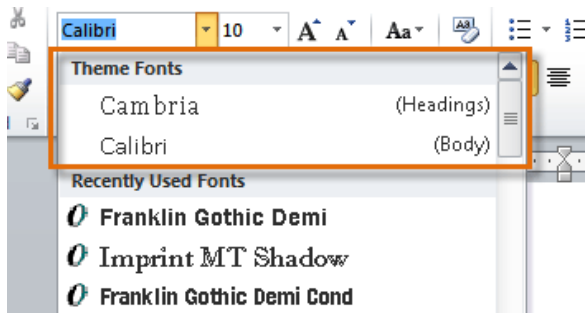 Calibri 10 A A Aa
Theme Fonts
Cambria (Headings)
Calibri (Body)
Recently Used Fonts
O Franklin Gothic Demi
O Imprint MT Shadow
O Franklin Gothic Demi Cond